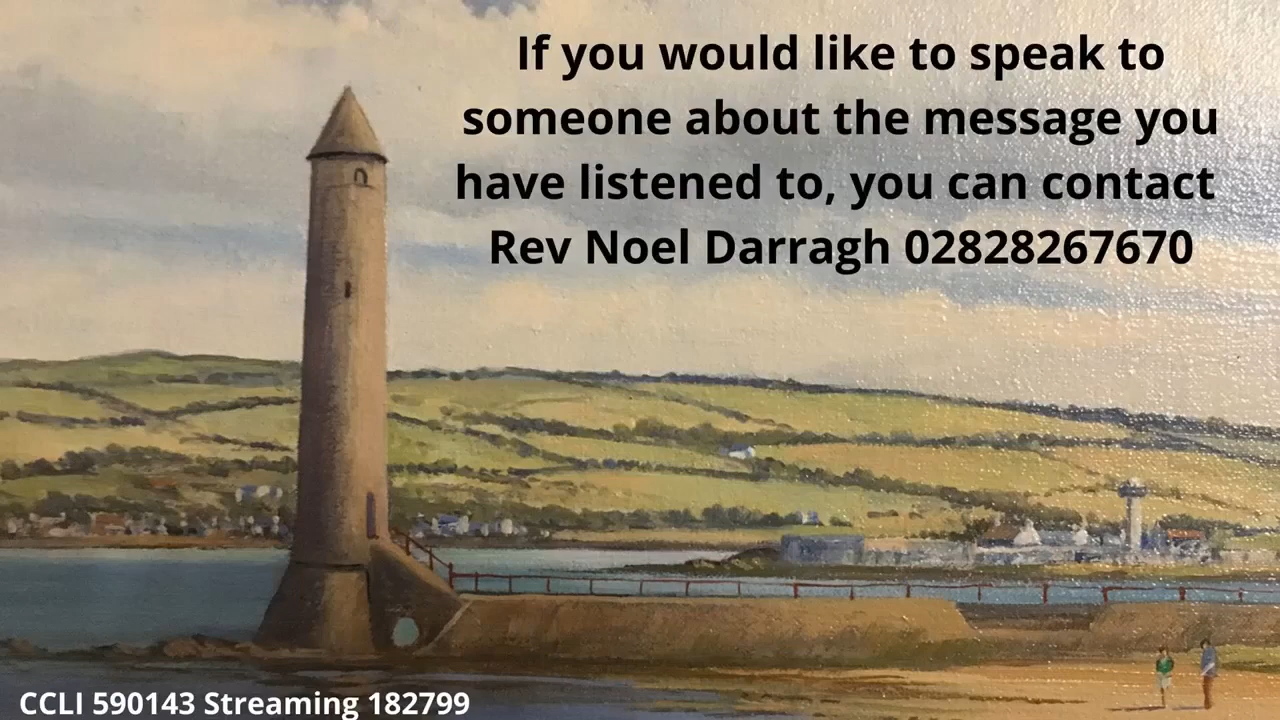 If you would like to speak to
someone about the message you
have listened to, you can contact
Rev Noel Darragh 02828267670
CCLI 590143 Streaming 182799